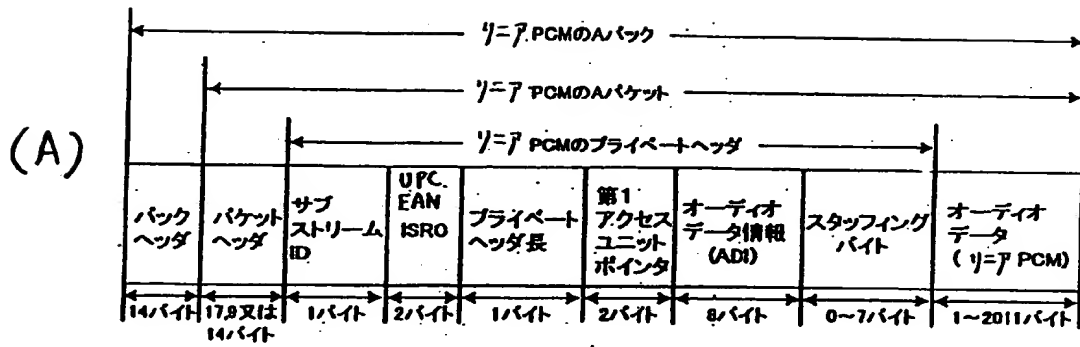 リニア PCMのAパック
リニア PCMのAパケット
リニア PCMのプライベートヘッダ
(A)
パック
ヘッダ
パケット
ヘッダ
サブ
ストリーム
ID
UPC.
EAN
ISRO
プライベート
ヘッダ長
第1
アクセス
ユニット
ポインタ
オーディオ
データ情報
(ADI)
スタッフィング
バイト
オーディオ
データ
(リニア PCM)
14バイト
17,9又は
14バイト
1バイト
2バイト
1バイト
2バイト
8バイト
0~7バイト
1~2011バイト